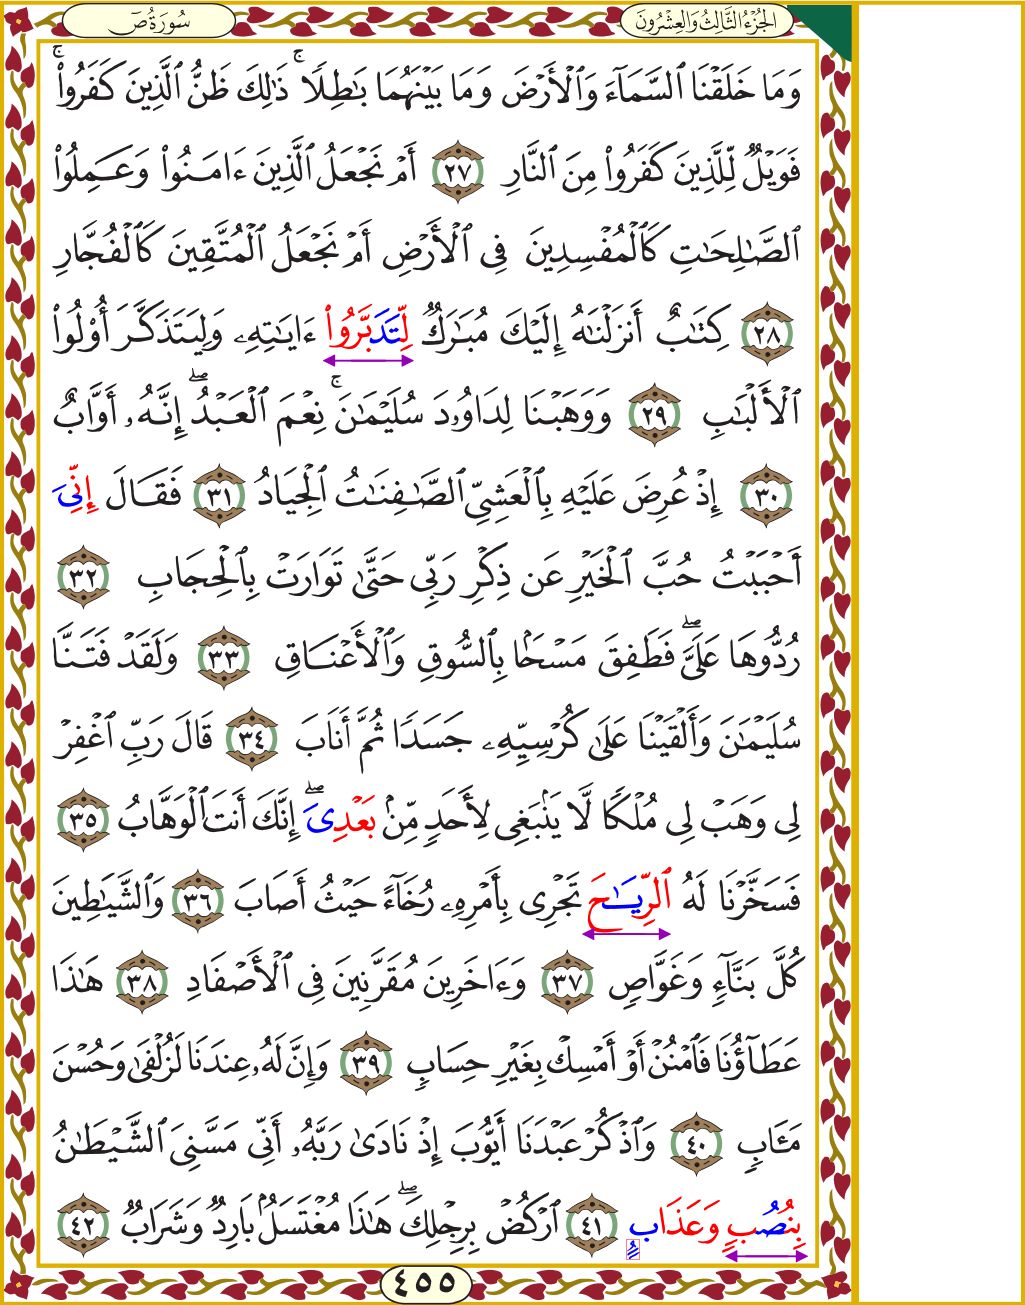 الجُزْءُ الثَّالِثُ وَالعِشْرُونَ
سُورَةُ صٓ
وَمَا خَلَقْنَا ٱلسَّمَآءَ وَٱلْأَرْضَ وَمَا بَيْنَهُمَا بَٰطِلًا ۚ ذَٰلِكَ ظَنُّ ٱلَّذِينَ كَفَرُوا۟ ۚ
فَوَيْلٌ لِّلَّذِينَ كَفَرُوا۟ مِنَ ٱلنَّارِ ٢٧ أَمْ نَجْعَلُ ٱلَّذِينَ ءَامَنُوا۟ وَعَمِلُوا۟
ٱلصَّٰلِحَٰتِ كَٱلْمُفْسِدِينَ فِى ٱلْأَرْضِ أَمْ نَجْعَلُ ٱلْمُتَّقِينَ كَٱلْفُجَّارِ
٢٨ كِتَٰبٌ أَنزَلْنَٰهُ إِلَيْكَ مُبَٰرَكٌ لِّتَدَبَّرُوا۟ ءَايَٰتِهِۦ وَلِيَتَذَكَّرَ أُو۟لُوا۟
ٱلْأَلْبَٰبِ ٢٩ وَوَهَبْنَا لِدَاوُۥدَ سُلَيْمَٰنَ ۚ نِعْمَ ٱلْعَبْدُ ۖ إِنَّهُۥٓ أَوَّابٌ
٣٠ إِذْ عُرِضَ عَلَيْهِ بِٱلْعَشِىِّ ٱلصَّٰفِنَٰتُ ٱلْجِيَادُ ٣١ فَقَالَ إِنِّىَ
أَحْبَبْتُ حُبَّ ٱلْخَيْرِ عَن ذِكْرِ رَبِّى حَتَّىٰ تَوَارَتْ بِٱلْحِجَابِ ٣٢
رُدُّوهَا عَلَىَّ ۖ فَطَفِقَ مَسْحًۢا بِٱلسُّوقِ وَٱلْأَعْنَاقِ ٣٣ وَلَقَدْ فَتَنَّا
سُلَيْمَٰنَ وَأَلْقَيْنَا عَلَىٰ كُرْسِيِّهِۦ جَسَدًا ثُمَّ أَنَابَ ٣٤ قَالَ رَبِّ ٱغْفِرْ
لِى وَهَبْ لِى مُلْكًا لَّا يَنۢبَغِى لِأَحَدٍ مِّنۢ بَعْدِىَ ۖ إِنَّكَ أَنتَ ٱلْوَهَّابُ ٣٥
فَسَخَّرْنَا لَهُ ٱلرِّيَٰحَ تَجْرِى بِأَمْرِهِۦ رُخَآءً حَيْثُ أَصَابَ ٣٦ وَٱلشَّيَٰطِينَ
كُلَّ بَنَّآءٍ وَغَوَّاصٍ ٣٧ وَءَاخَرِينَ مُقَرَّنِينَ فِى ٱلْأَصْفَادِ ٣٨ هَٰذَا
عَطَآؤُنَا فَٱمْنُنْ أَوْ أَمْسِكْ بِغَيْرِ حِسَابٍ ٣٩ وَإِنَّ لَهُۥ عِندَنَا لَزُلْفَىٰ وَحُسْنَ
مَـَٔابٍ ٤٠ وَٱذْكُرْ عَبْدَنَآ أَيُّوبَ إِذْ نَادَىٰ رَبَّهُۥٓ أَنِّى مَسَّنِىَ ٱلشَّيْطَٰنُ
بِنُصُبٍ وَعَذَابٍ ٤١ ٱرْكُضْ بِرِجْلِكَ ۖ هَٰذَا مُغْتَسَلٌۢ بَارِدٌ وَشَرَابٌ ٤٢
٤٥٥